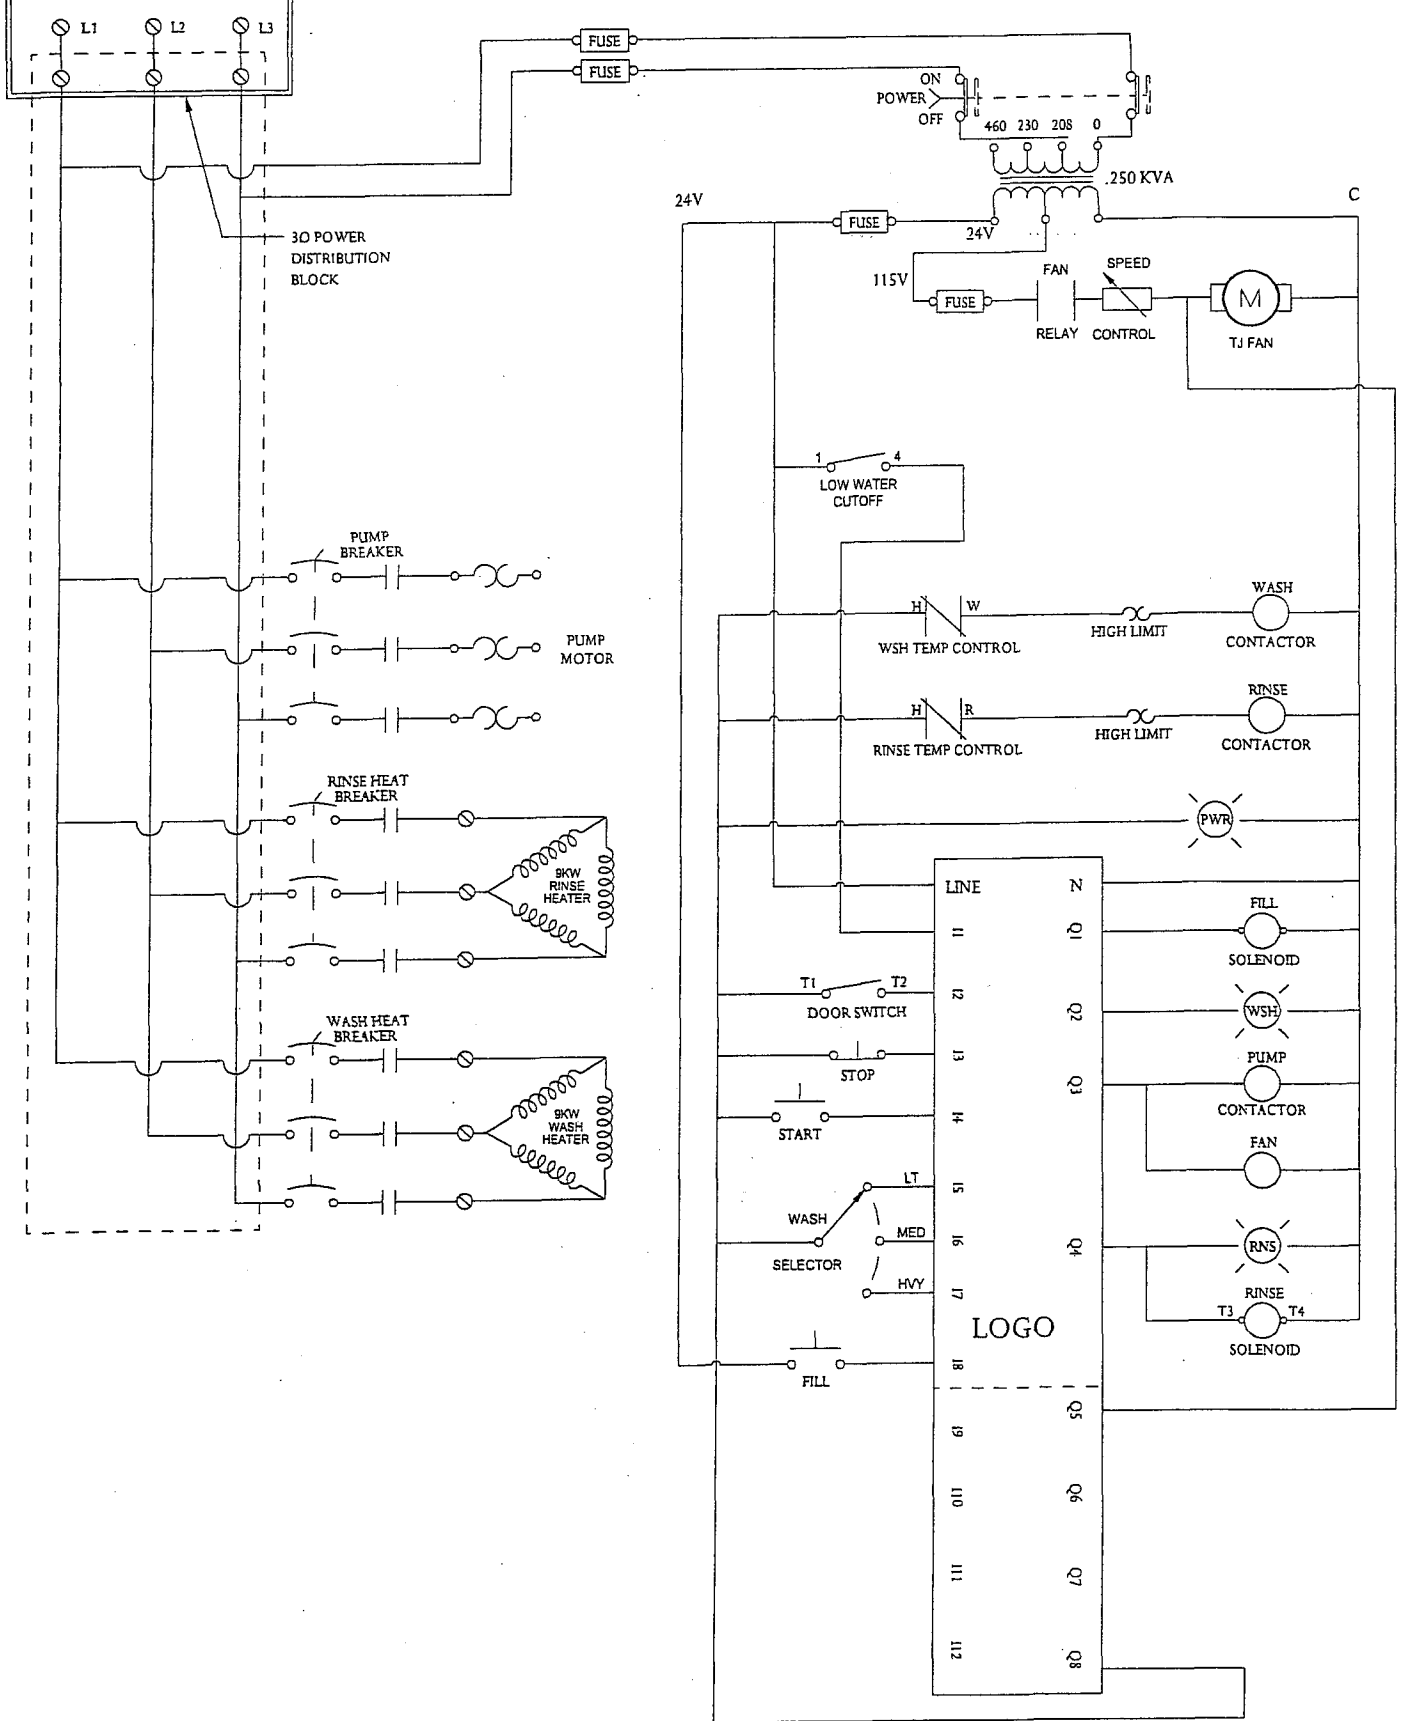 L1
L2
L3
FUSE
FUSE
ON
POWER
OFF
460 230 208 0
.250 KVA
24V
C
FUSE
24V
3O POWER
DISTRIBUTION
BLOCK
115V
FUSE
FAN
RELAY
SPEED
CONTROL
M
TJ FAN
1 4
LOW WATER
CUTOFF
PUMP
BREAKER
PUMP
MOTOR
H W
WSH TEMP CONTROL
HIGH LIMIT
WASH
CONTACTOR
H R
RINSE TEMP CONTROL
HIGH LIMIT
RINSE
CONTACTOR
RINSE HEAT
BREAKER
9KW
RINSE
HEATER
PWR
LINE
N
I1
Q1
FILL
SOLENOID
T1 T2
DOOR SWITCH
I2
Q2
WSH
WASH HEAT
BREAKER
9KW
WASH
HEATER
STOP
I3
Q3
PUMP
CONTACTOR
START
I4
FAN
LT
I5
WASH
SELECTOR
MED
I6
Q4
RNS
HVY
I7
RINSE
T3 T4
SOLENOID
LOGO
FILL
I8
Q5
I9
I10
Q6
I11
Q7
I12
Q8